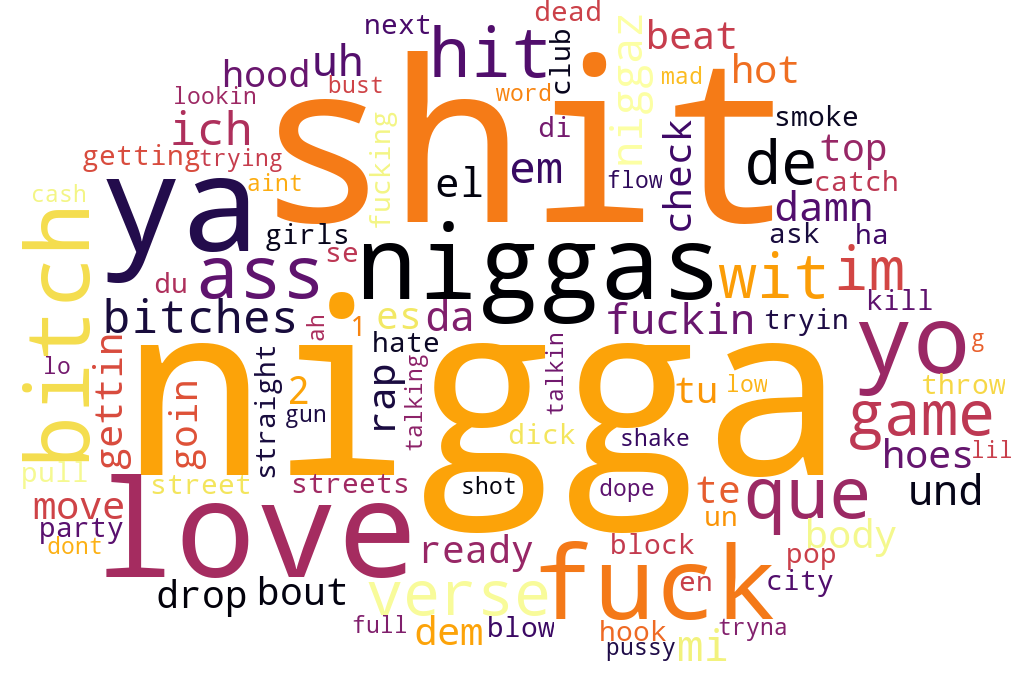 dead
next
hit
club
niggaz
beat
hood
uh
shit
bust
word
mad
hot
lookin
ich
fucking
di
check
smoke
getting
trying
ya
aint
el
em
flow
de
top
catch
cash
bitch
girls
niggas
damn
ask
ha
du
ass
se
wit
im
kill
bitches
nigga
ah
1
es
da
fuckin
tryin
yo
g
lo
gettin
goin
straight
2
gun
hate
rap
talking
talkin
tu
low
throw
game
dick
shake
hoes
lil
pull
street
streets
shot
dope
te
que
und
move
love
party
dont
un
body
ready
block
pop
drop
bout
verse
fuck
en
city
full
dem
blow
hook
tryna
pussy
mi